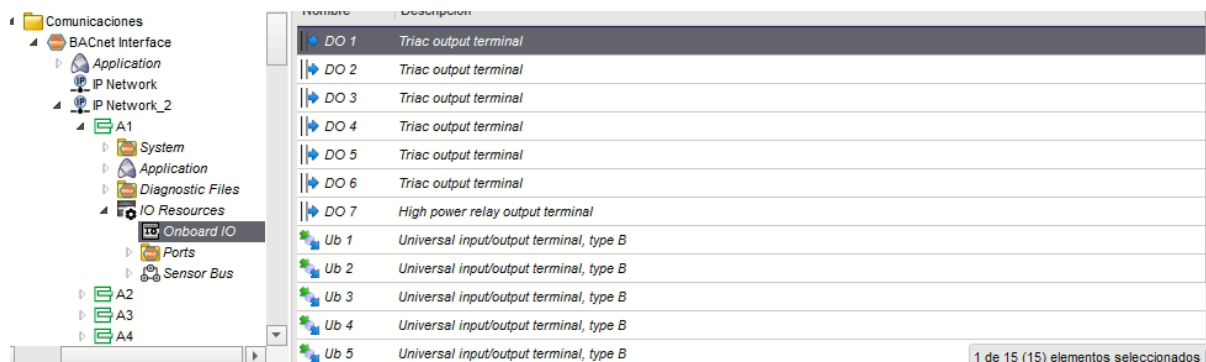 Comunicaciones
BACnet Interface
Application
IP Network
IP Network_2
A1
System
Application
Diagnostic Files
IO Resources
Onboard IO
Ports
Sensor Bus
A2
A3
A4
Nombre Descripción
DO 1 Triac output terminal
DO 2 Triac output terminal
DO 3 Triac output terminal
DO 4 Triac output terminal
DO 5 Triac output terminal
DO 6 Triac output terminal
DO 7 High power relay output terminal
Ub 1 Universal input/output terminal, type B
Ub 2 Universal input/output terminal, type B
Ub 3 Universal input/output terminal, type B
Ub 4 Universal input/output terminal, type B
Ub 5 Universal input/output terminal, type B
1 de 15 (15) elementos seleccionados